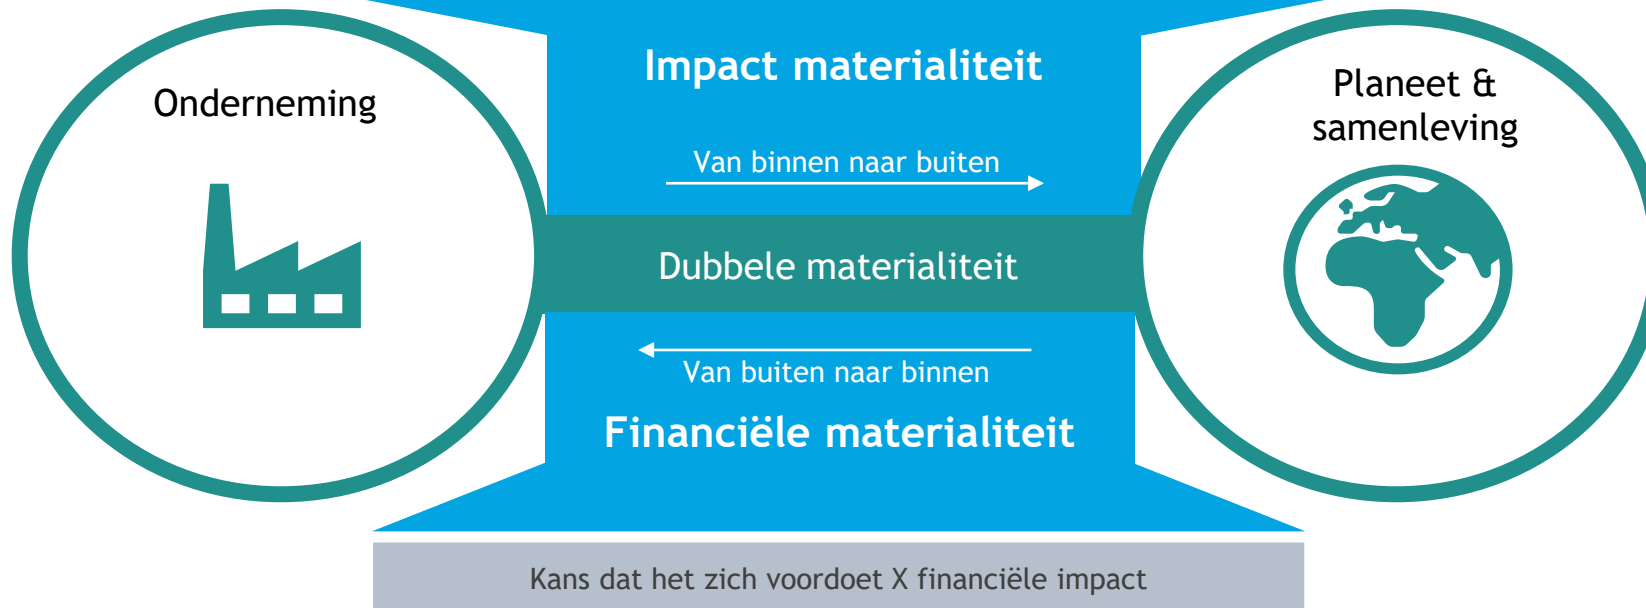 Impact materialiteit
Onderneming
Planeet &
samenleving
Van binnen naar buiten
Dubbele materialiteit
Van buiten naar binnen
Financiële materialiteit
Kans dat het zich voordoet X financiële impact